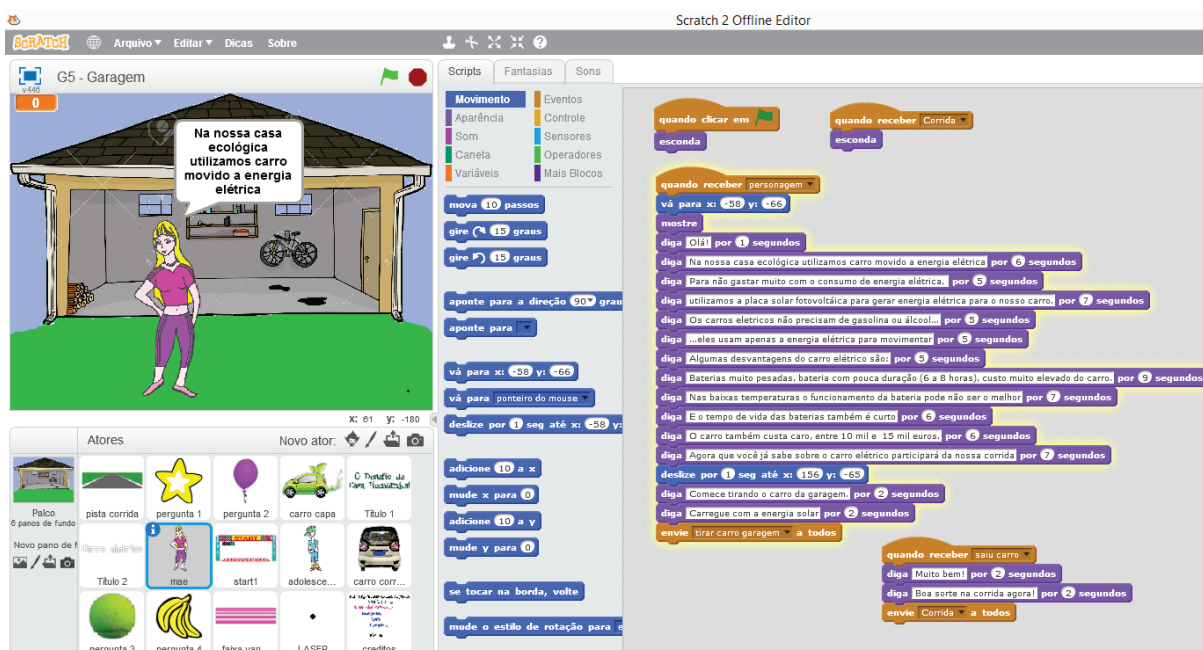 Scratch 2 Offline Editor
SCRATCH Arquivo Editar Dicas Sobre
G5 - Garagem
v446
0
Na nossa casa
ecológica
utilizamos carro
movido a energia
elétrica
x: 61 y: -180
Atores
Novo ator:
Palco
6 panos de fundo
Novo pano de f
pista corrida
pergunta 1
pergunta 2
carro capa
Título 1
Título 2
mae
start1
adolesce...
carro corr...
pergunta 3
pergunta 4
faixa van...
LASER
creditos
Scripts Fantasias Sons
Movimento Eventos
Aparência Controle
Som Sensores
Caneta Operadores
Variáveis Mais Blocos
mova 10 passos
gire 15 graus
gire 15 graus
aponte para a direção 90 grau
aponte para
vá para x: -58 y: -66
vá para ponteiro do mouse
deslize por 1 seg até x: -58 y:
adicione 10 a x
mude x para 0
adicione 10 a y
mude y para 0
se tocar na borda, volte
mude o estilo de rotação para e
quando clicar em
esconda
quando receber Corrida
esconda
quando receber personagem
vá para x: -58 y: -66
mostre
diga Olá! por 1 segundos
diga Na nossa casa ecológica utilizamos carro movido a energia elétrica por 6 segundos
diga Para não gastar muito com o consumo de energia elétrica, por 5 segundos
diga utilizamos a placa solar fotovoltáica para gerar energia elétrica para o nosso carro. por 7 segundos
diga Os carros eletricos não precisam de gasolina ou álcool... por 5 segundos
diga ...eles usam apenas a energia elétrica para movimentar por 5 segundos
diga Algumas desvantagens do carro elétrico são: por 5 segundos
diga Baterias muito pesadas, bateria com pouca duração (6 a 8 horas), custo muito elevado do carro. por 9 segundos
diga Nas baixas temperaturas o funcionamento da bateria pode não ser o melhor por 7 segundos
diga E o tempo de vida das baterias também é curto por 6 segundos
diga O carro também custa caro, entre 10 mil e 15 mil euros. por 6 segundos
diga Agora que você já sabe sobre o carro elétrico participará da nossa corrida por 7 segundos
deslize por 1 seg até x: 156 y: -65
diga Comece tirando o carro da garagem. por 2 segundos
diga Carregue com a energia solar por 2 segundos
envie tirar carro garagem a todos
quando receber saiu carro
diga Muito bem! por 2 segundos
diga Boa sorte na corrida agora! por 2 segundos
envie Corrida a todos